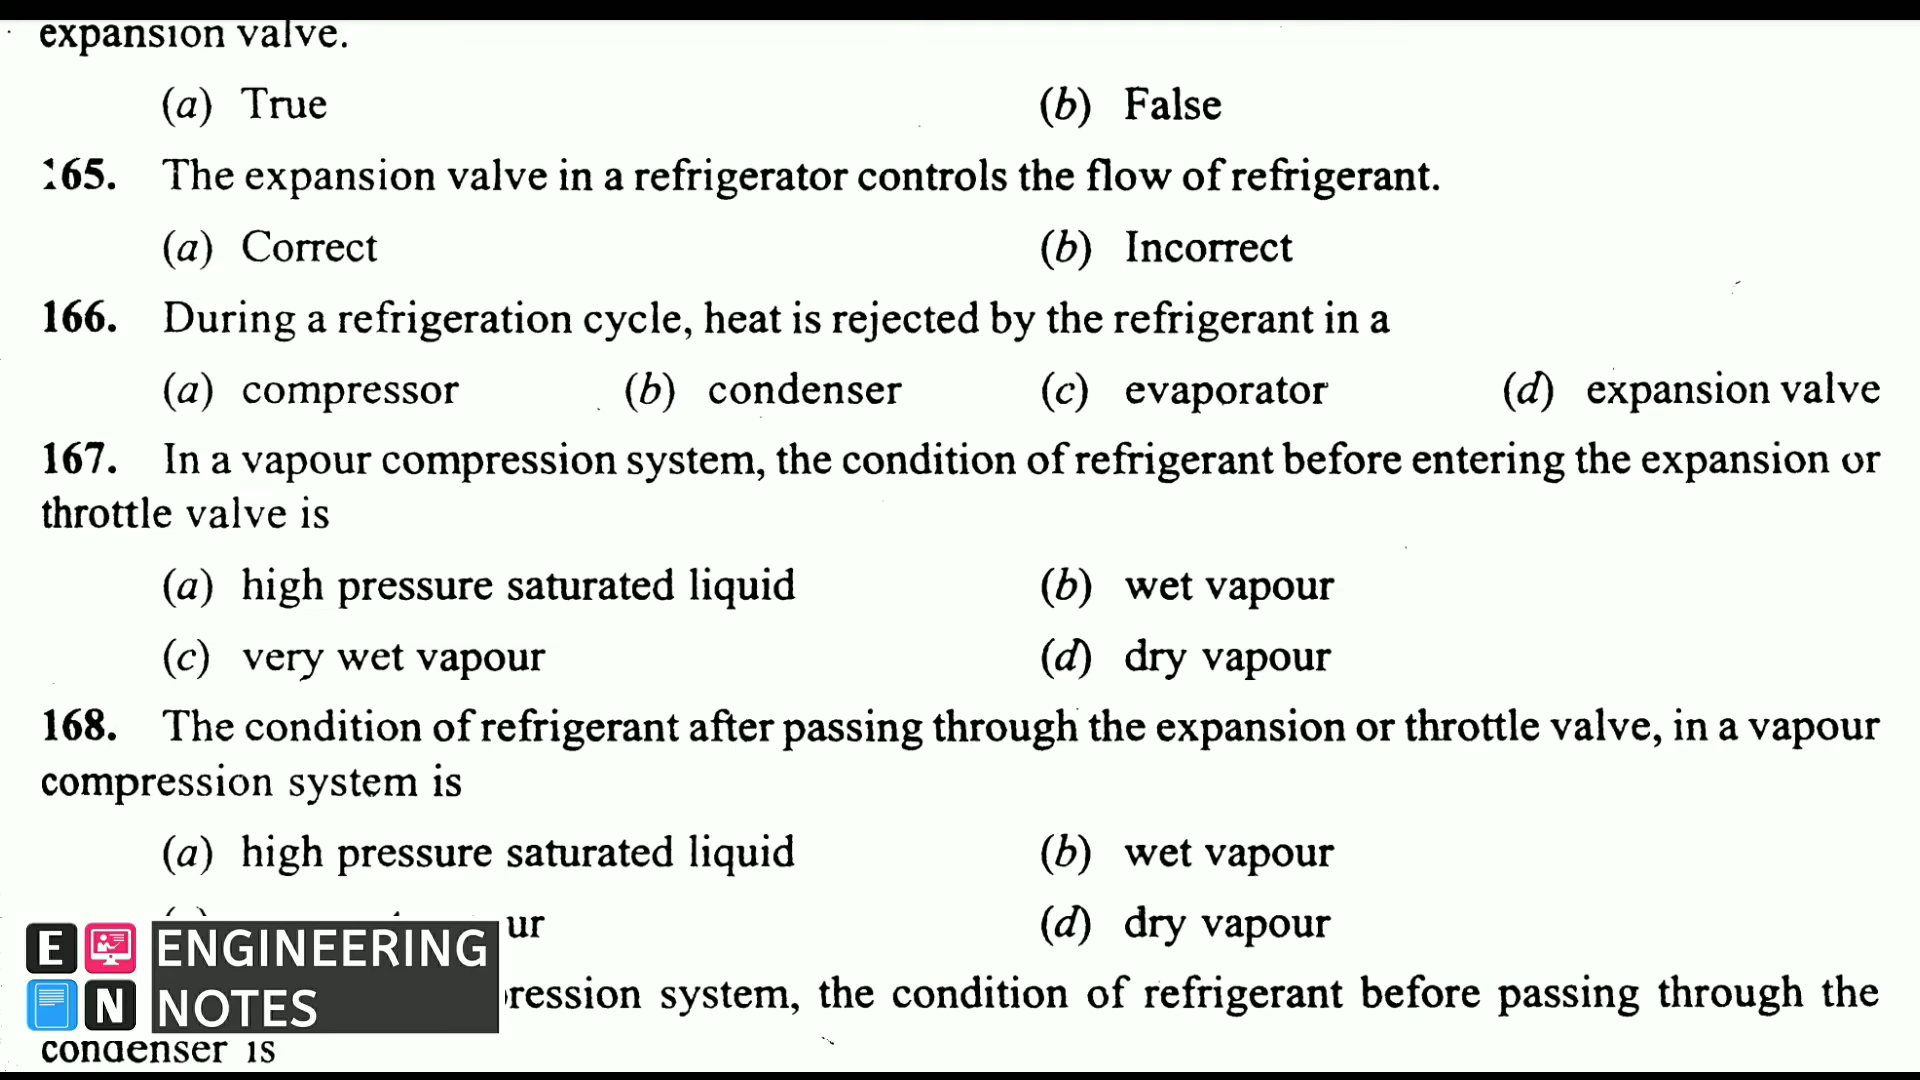 expansion valve.
(a) True (b) False
165. The expansion valve in a refrigerator controls the flow of refrigerant.
(a) Correct (b) Incorrect
166. During a refrigeration cycle, heat is rejected by the refrigerant in a
(a) compressor (b) condenser (c) evaporator (d) expansion valve
167. In a vapour compression system, the condition of refrigerant before entering the expansion or
throttle valve is
(a) high pressure saturated liquid (b) wet vapour
(c) very wet vapour (d) dry vapour
168. The condition of refrigerant after passing through the expansion or throttle valve, in a vapour
compression system is
(a) high pressure saturated liquid (b) wet vapour
ur (d) dry vapour
E ENGINEERING
N NOTES
ression system, the condition of refrigerant before passing through the
condenser is